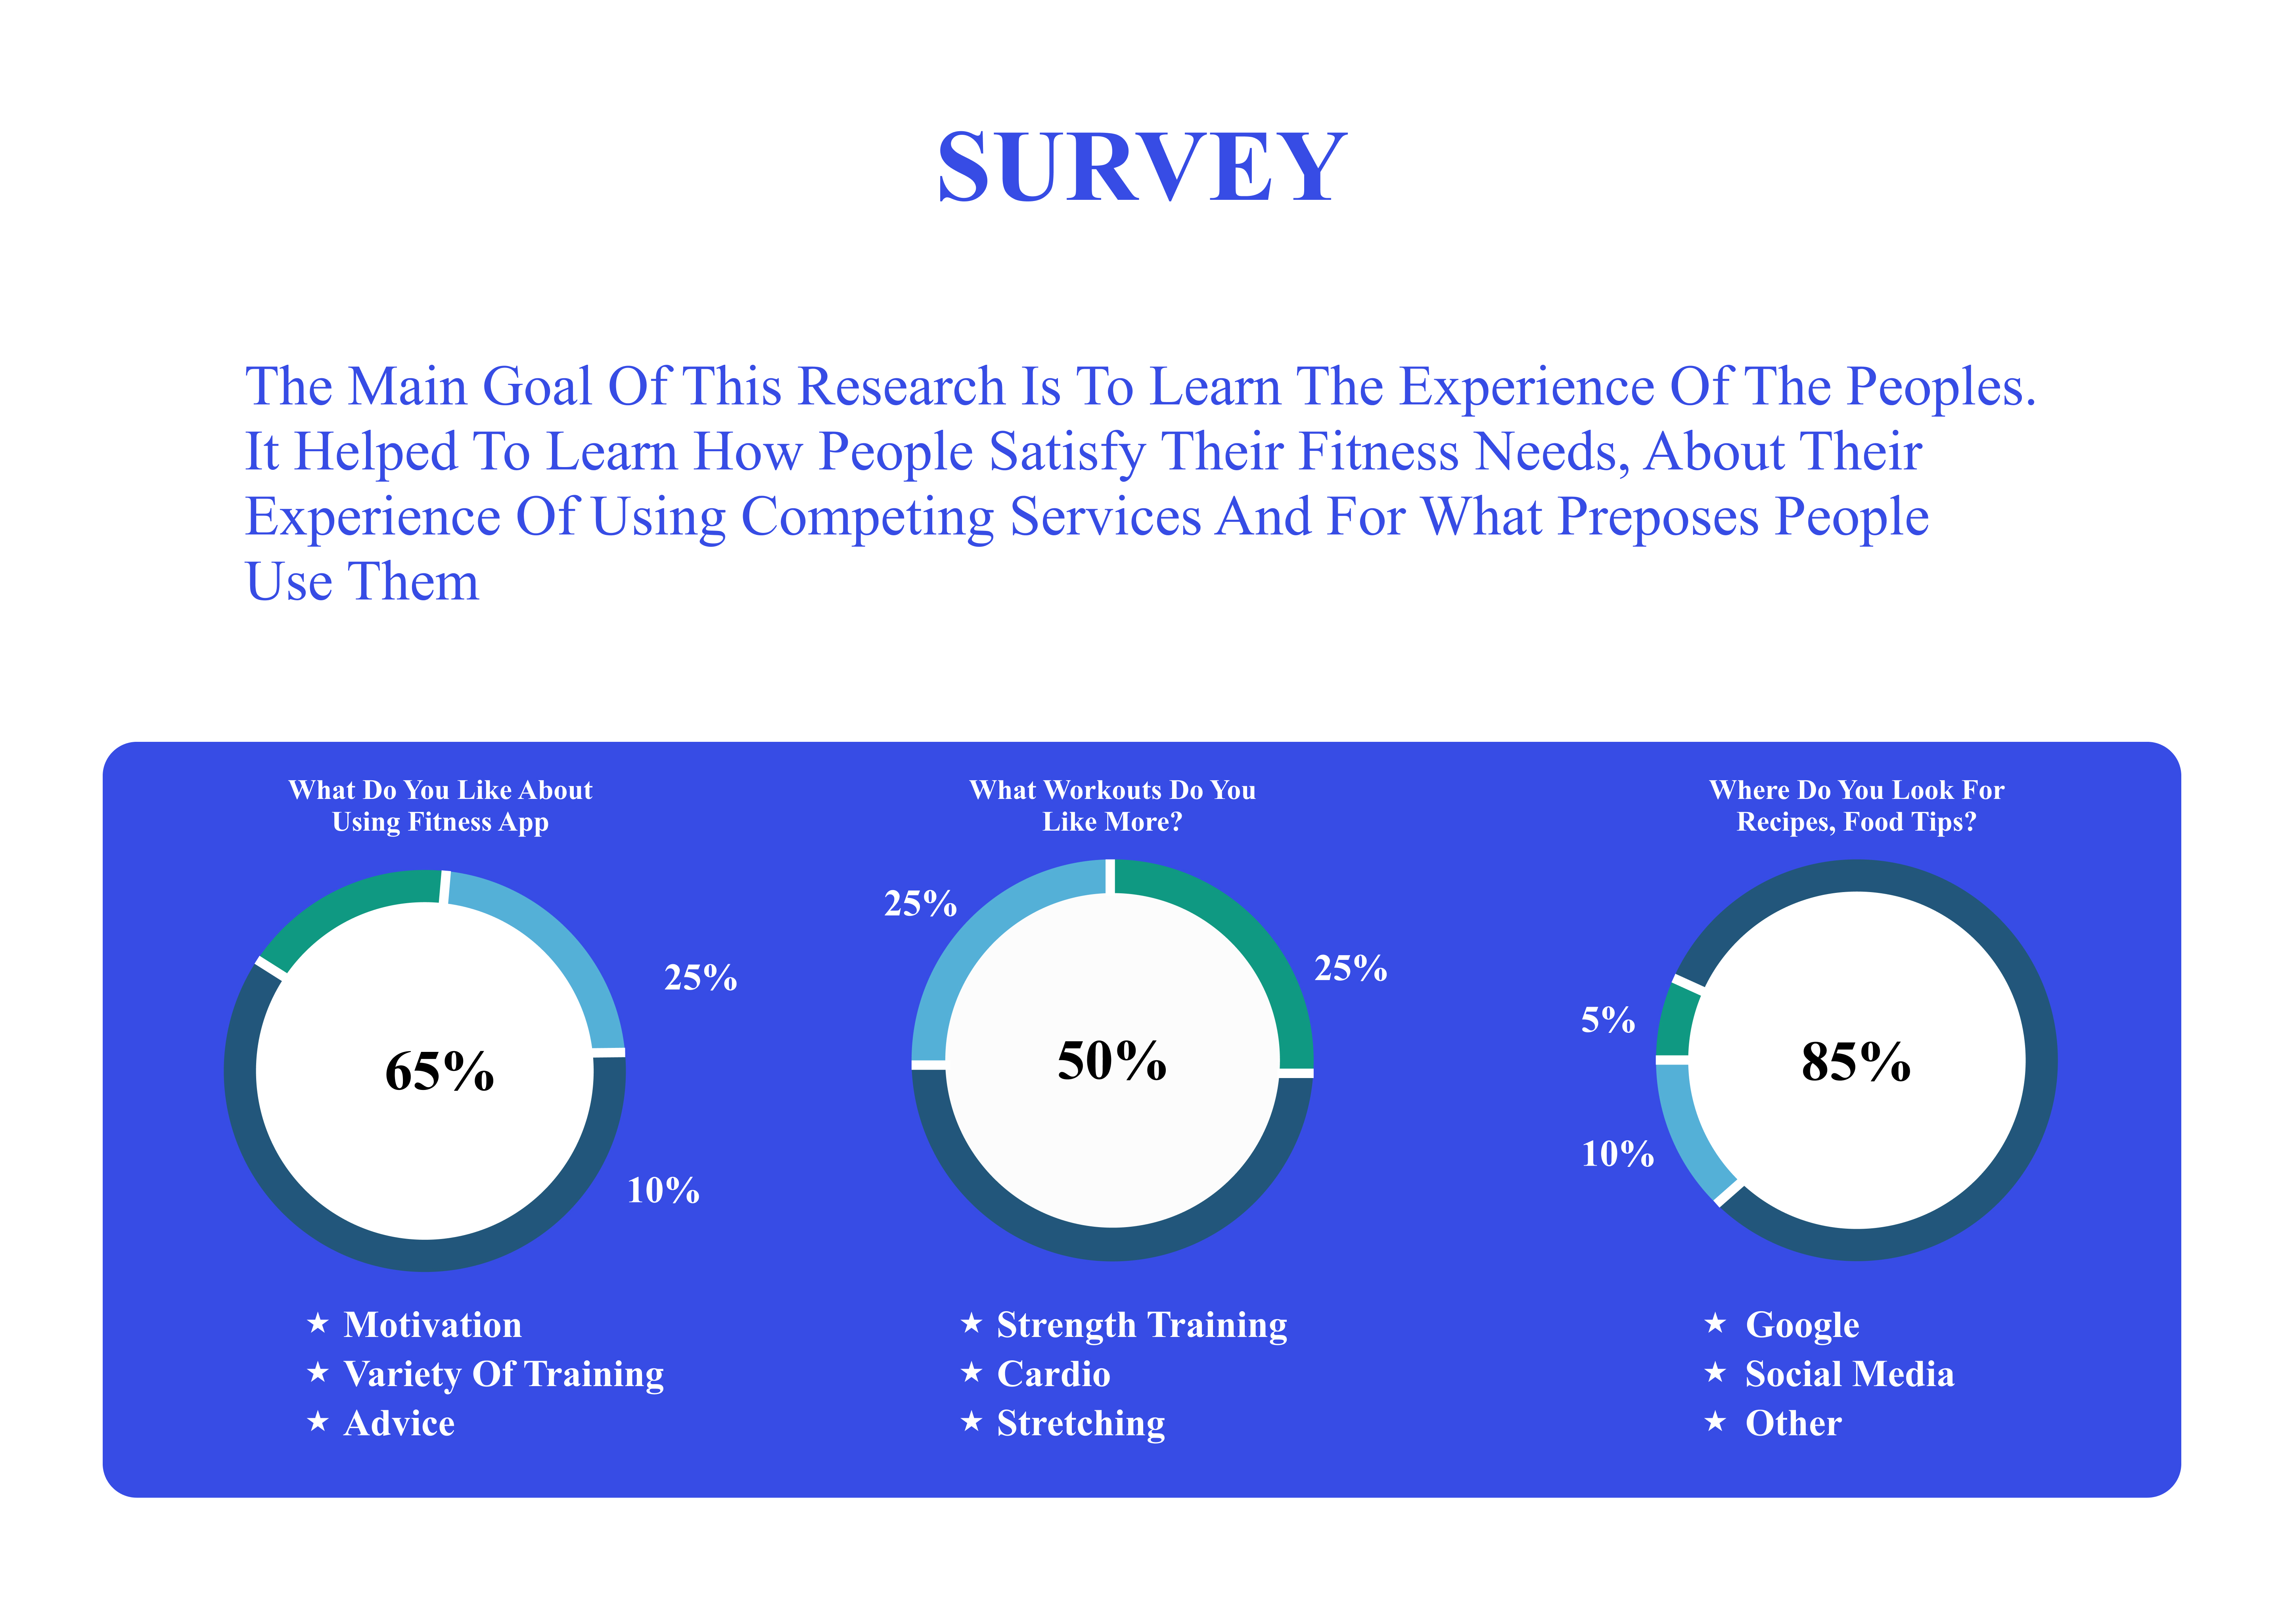 SURVEY
The Main Goal Of This Research Is To Learn The Experience Of The Peoples.
It Helped To Learn How People Satisfy Their Fitness Needs, About Their
Experience Of Using Competing Services And For What Preposes People
Use Them
What Do You Like About
Using Fitness App
25%
65%
10%
★ Motivation
★ Variety Of Training
★ Advice
What Workouts Do You
Like More?
25%
25%
50%
★ Strength Training
★ Cardio
★ Stretching
Where Do You Look For
Recipes, Food Tips?
5%
85%
10%
★ Google
★ Social Media
★ Other